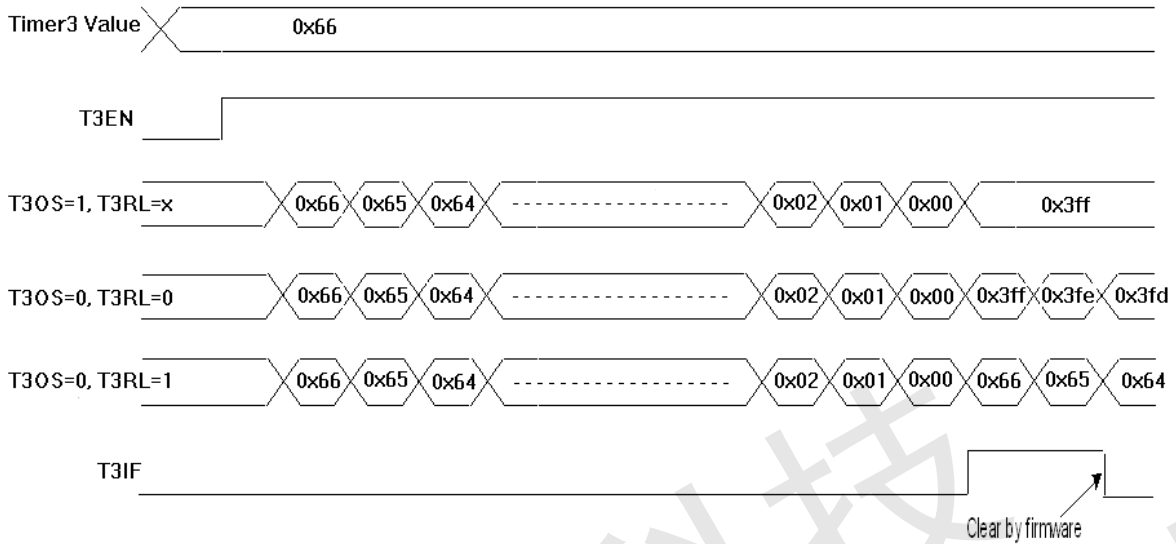 Timer3 Value 0x66
T3EN
T3OS=1, T3RL=x 0x66 0x65 0x64 0x02 0x01 0x00 0x3ff
T3OS=0, T3RL=0 0x66 0x65 0x64 0x02 0x01 0x00 0x3ff 0x3fe 0x3fd
T3OS=0, T3RL=1 0x66 0x65 0x64 0x02 0x01 0x00 0x66 0x65 0x64
T3IF
Clear by firmware
科技